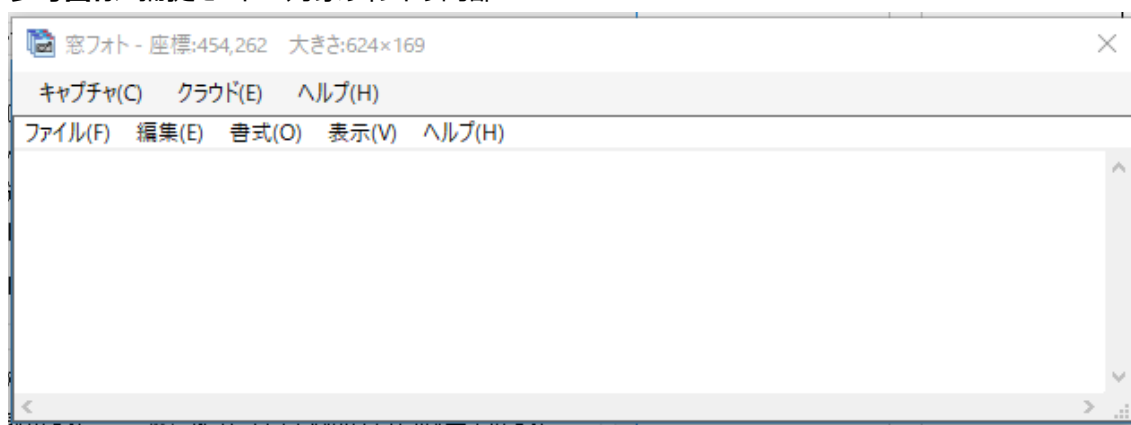 窓フォト - 座標:454,262 大きさ:624×169
キャプチャ(C) クラウド(E) ヘルプ(H)
ファイル(F) 編集(E) 書式(O) 表示(V) ヘルプ(H)